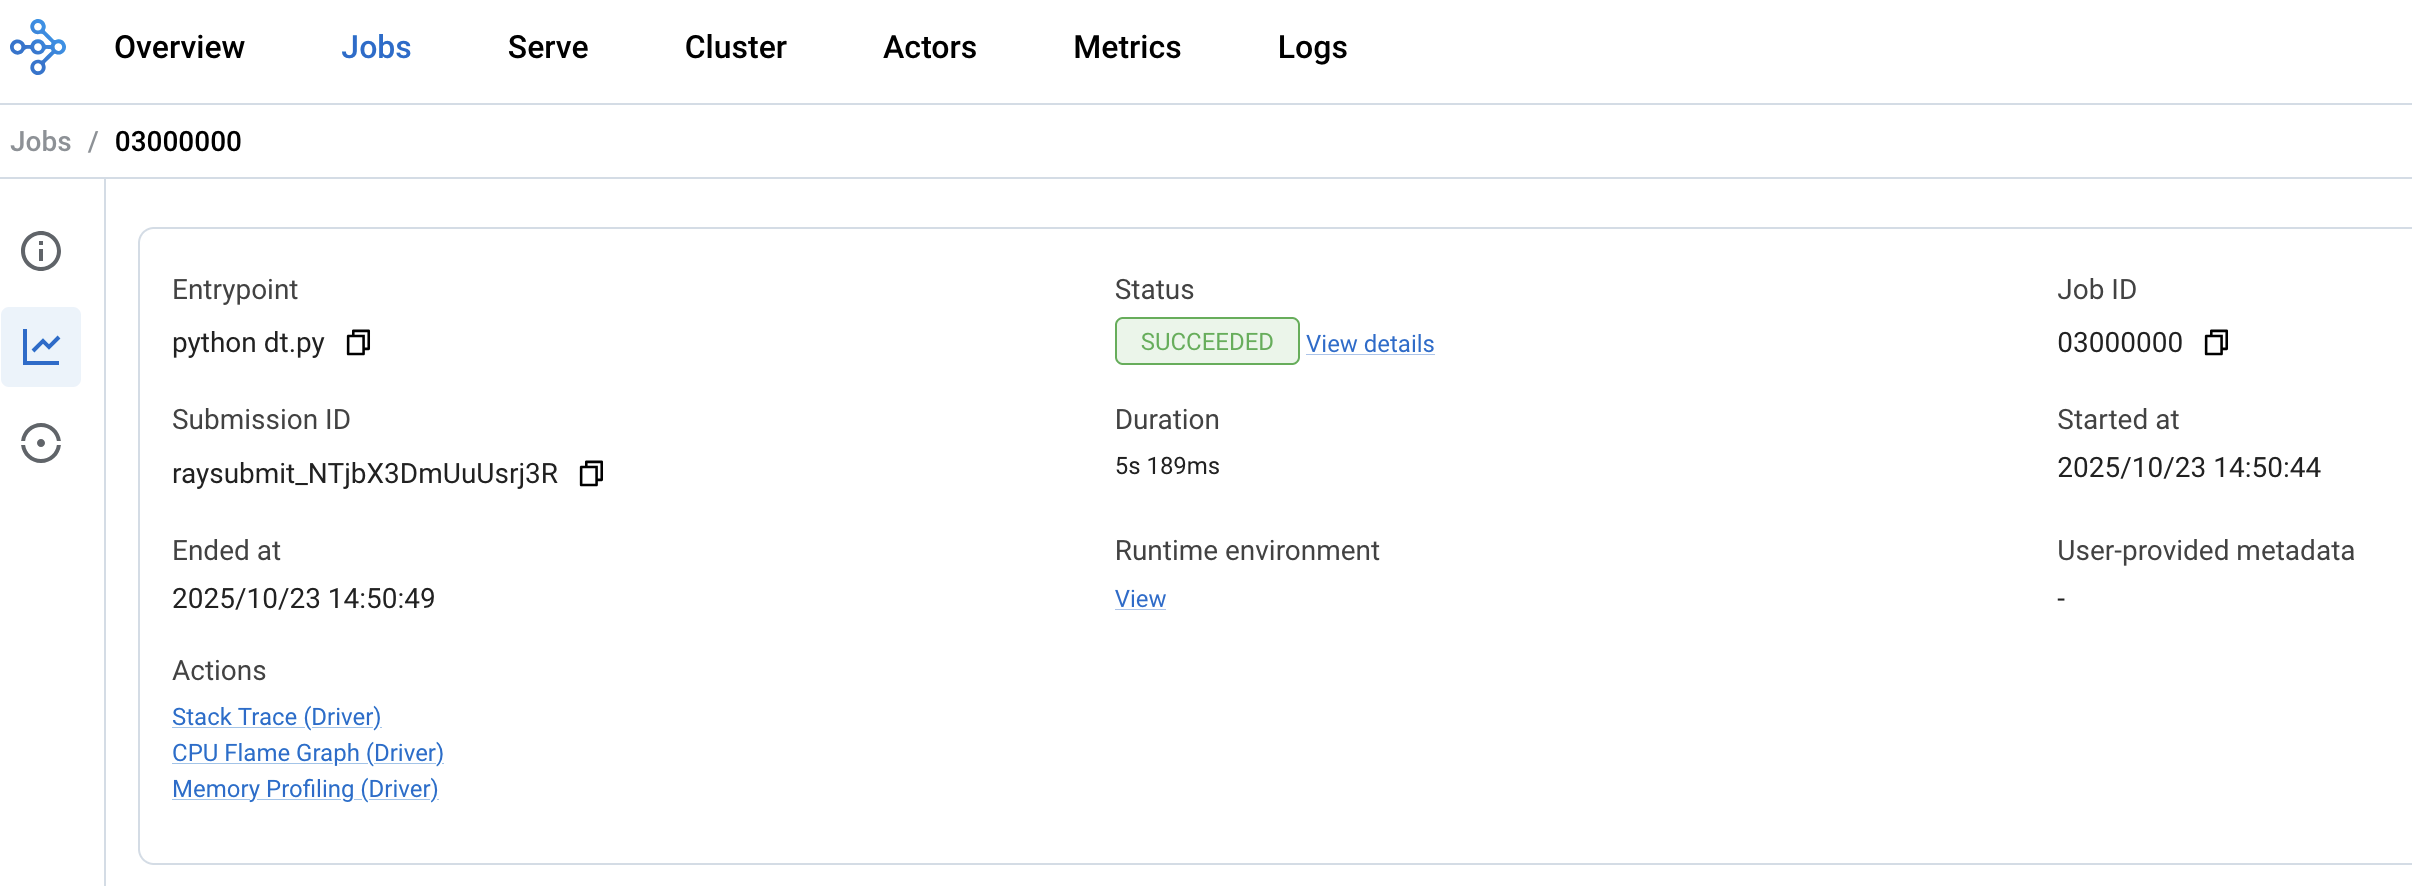 Overview Jobs Serve Cluster Actors Metrics Logs
Jobs / 03000000
Entrypoint Status Job ID
python dt.py SUCCEEDED View details 03000000
Submission ID Duration Started at
raysubmit_NTjbX3DmUuUsrj3R 5s 189ms 2025/10/23 14:50:44
Ended at Runtime environment User-provided metadata
2025/10/23 14:50:49 View -
Actions
Stack Trace (Driver)
CPU Flame Graph (Driver)
Memory Profiling (Driver)